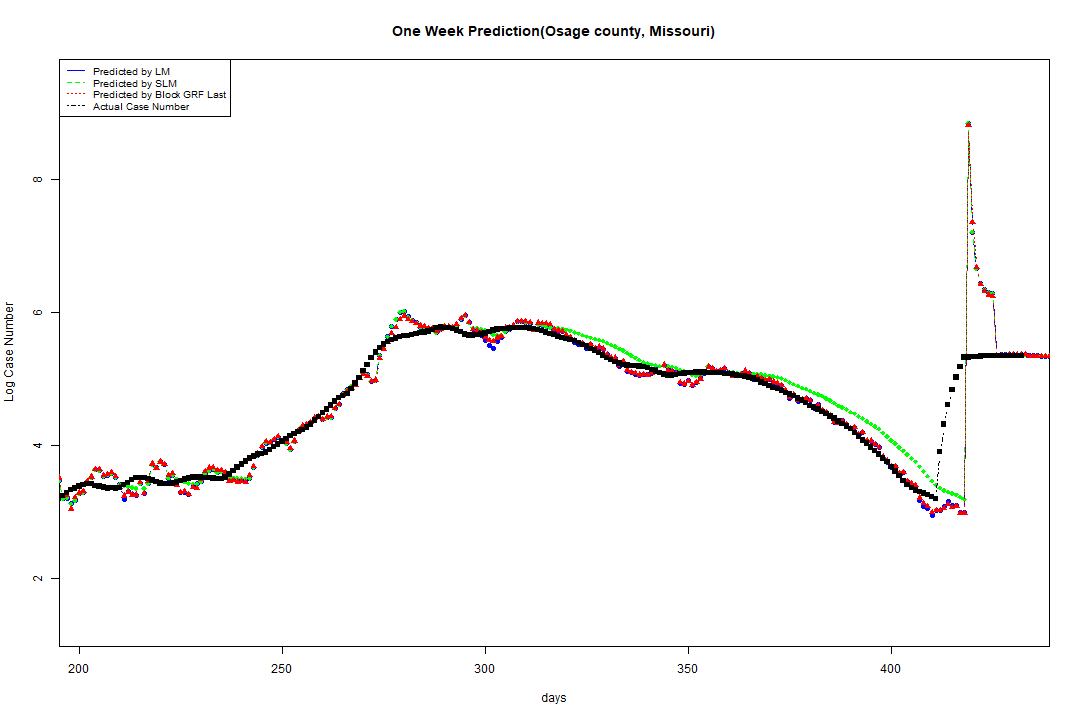 One Week Prediction(Osage county, Missouri)
Predicted by LM
Predicted by SLM
Predicted by Block GRF Last
Actual Case Number
8
6
4
2
Log Case Number
200 250 300 350 400
days